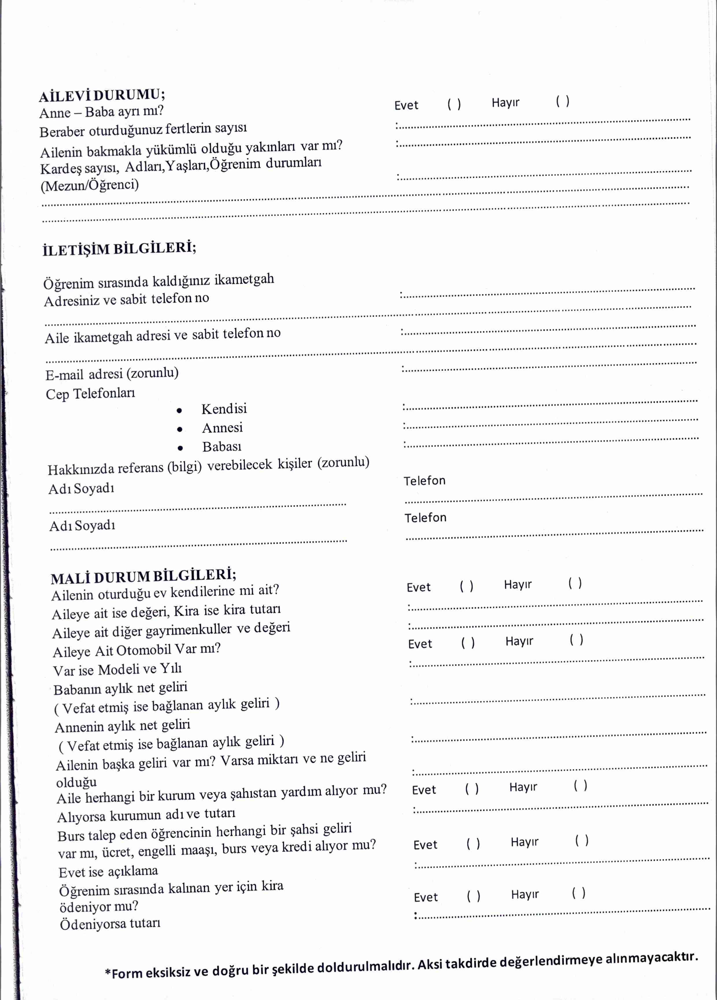 AİLEVİ DURUMU;
Anne – Baba ayrı mı? Evet ( ) Hayır ( )
Beraber oturduğunuz fertlerin sayısı :....................
Ailenin bakmakla yükümlü olduğu yakınları var mı? :....................
Kardeş sayısı, Adları,Yaşları,Öğrenim durumları
(Mezun/Öğrenci) :....................
....................
....................
İLETİŞİM BİLGİLERİ;
Öğrenim sırasında kaldığınız ikametgah
Adresiniz ve sabit telefon no :....................
....................
Aile ikametgah adresi ve sabit telefon no :....................
....................
E-mail adresi (zorunlu) :....................
Cep Telefonları
• Kendisi :....................
• Annesi :....................
• Babası :....................
Hakkınızda referans (bilgi) verebilecek kişiler (zorunlu)
Adı Soyadı Telefon
.................... ....................
Adı Soyadı Telefon
.................... ....................
MALİ DURUM BİLGİLERİ;
Ailenin oturduğu ev kendilerine mi ait? Evet ( ) Hayır ( )
Aileye ait ise değeri, Kira ise kira tutarı :....................
Aileye ait diğer gayrimenkuller ve değeri :....................
Aileye Ait Otomobil Var mı? Evet ( ) Hayır ( )
Var ise Modeli ve Yılı :....................
Babanın aylık net geliri
( Vefat etmiş ise bağlanan aylık geliri ) :....................
Annenin aylık net geliri
( Vefat etmiş ise bağlanan aylık geliri ) :....................
Ailenin başka geliri var mı? Varsa miktarı ve ne geliri
olduğu :....................
Aile herhangi bir kurum veya şahıstan yardım alıyor mu? Evet ( ) Hayır ( )
Alıyorsa kurumun adı ve tutarı :....................
Burs talep eden öğrencinin herhangi bir şahsi geliri
var mı, ücret, engelli maaşı, burs veya kredi alıyor mu? Evet ( ) Hayır ( )
Evet ise açıklama :....................
Öğrenim sırasında kalınan yer için kira
ödeniyor mu? Evet ( ) Hayır ( )
Ödeniyorsa tutarı :....................
*Form eksiksiz ve doğru bir şekilde doldurulmalıdır. Aksi takdirde değerlendirmeye alınmayacaktır.